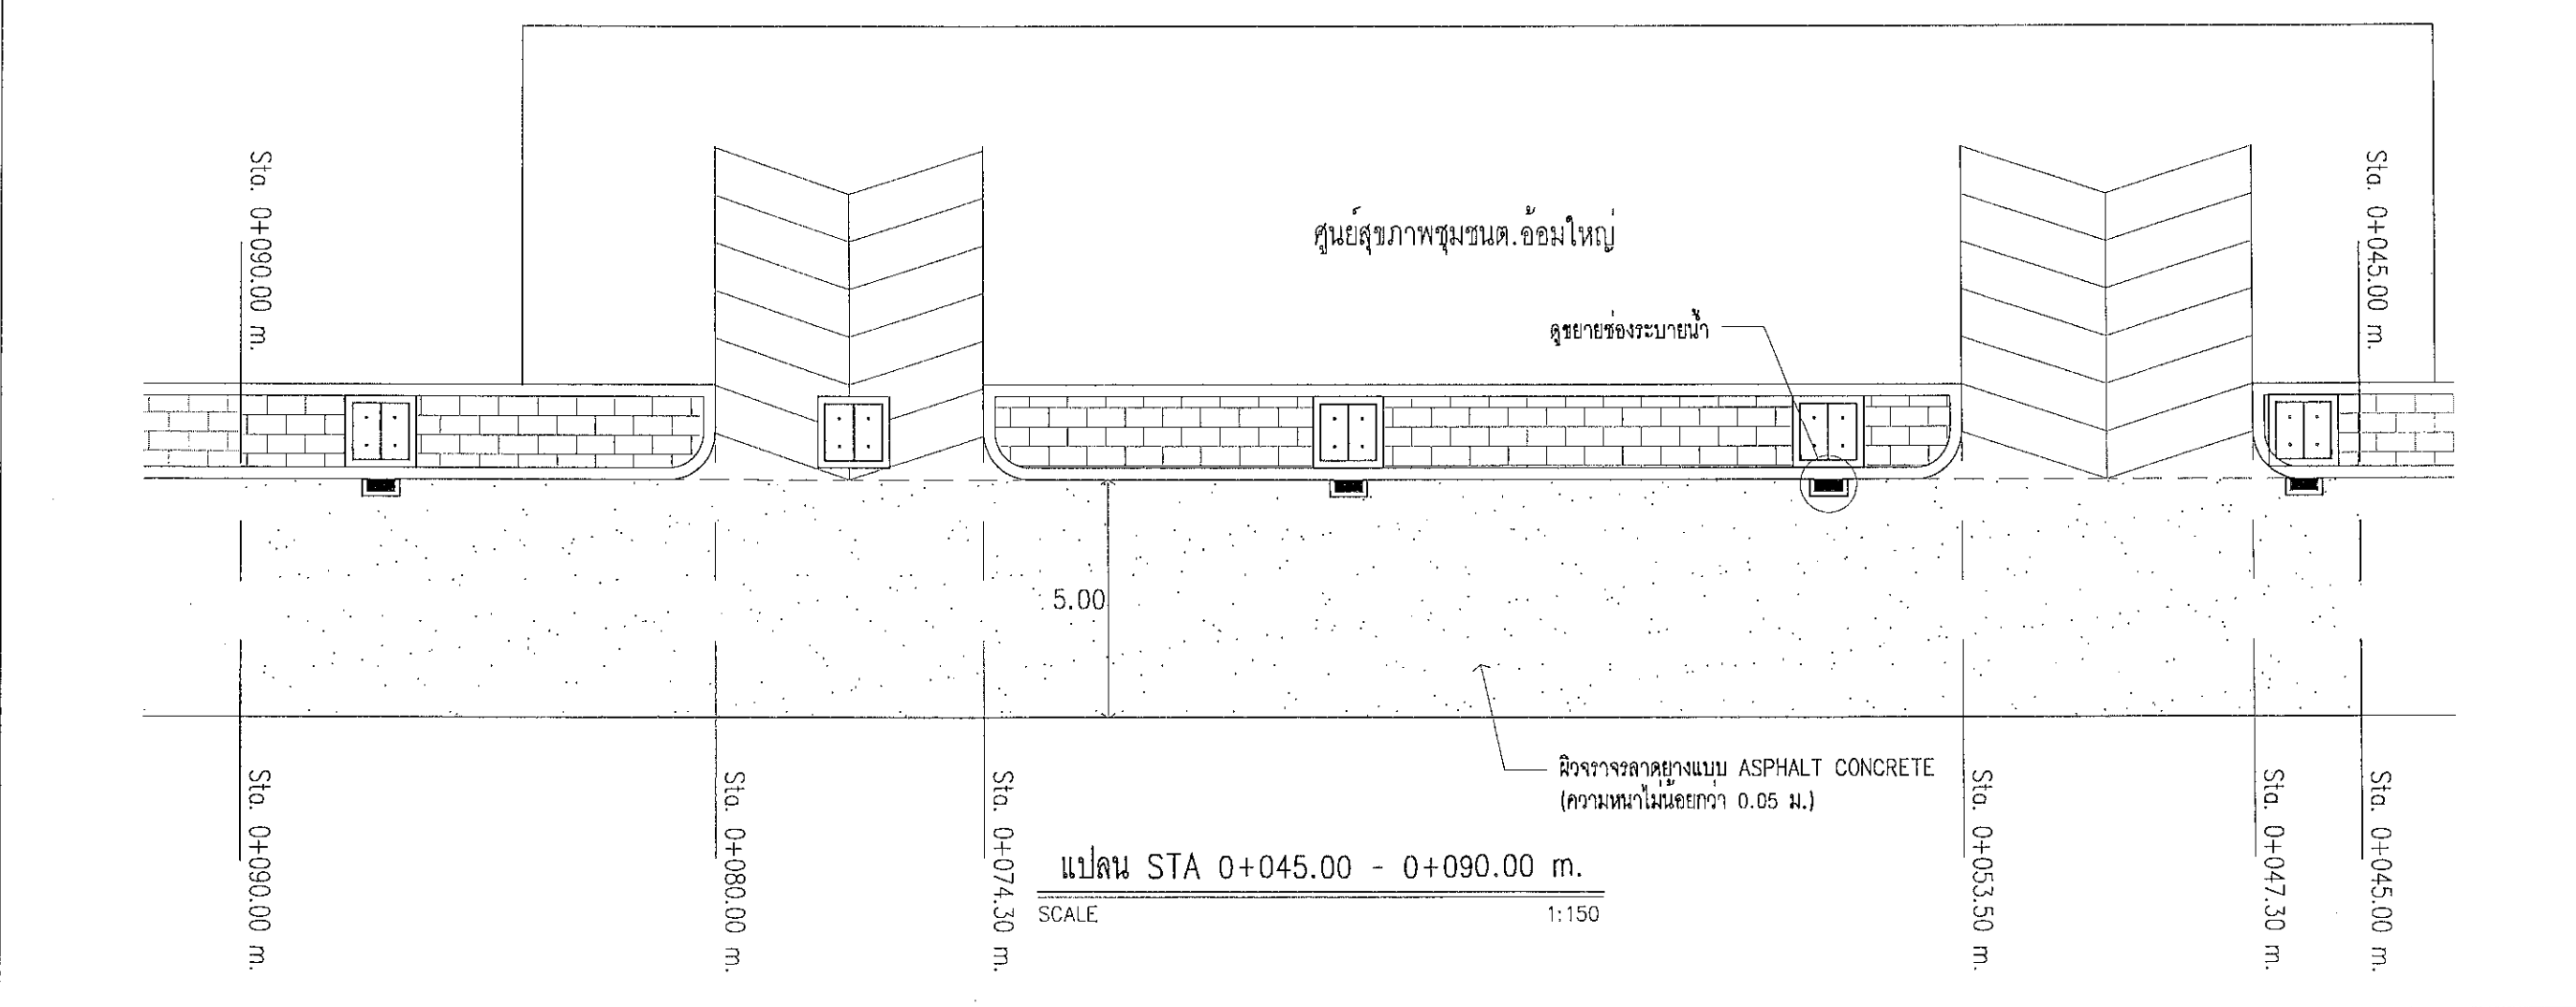 Sta. 0+090.00 m.
Sta. 0+045.00 m.
ศูนย์สุขภาพชุมชนต.อ้อมใหญ่
ดูขยายช่องระบายน้ำ
5.00
ผิวจราจรลาดยางแบบ ASPHALT CONCRETE
(ความหนาไม่น้อยกว่า 0.05 ม.)
Sta. 0+090.00 m.
Sta. 0+080.00 m.
Sta. 0+074.30 m.
Sta. 0+053.50 m.
Sta. 0+047.30 m.
Sta. 0+045.00 m.
แปลน STA 0+045.00 - 0+090.00 m.
SCALE 1:150